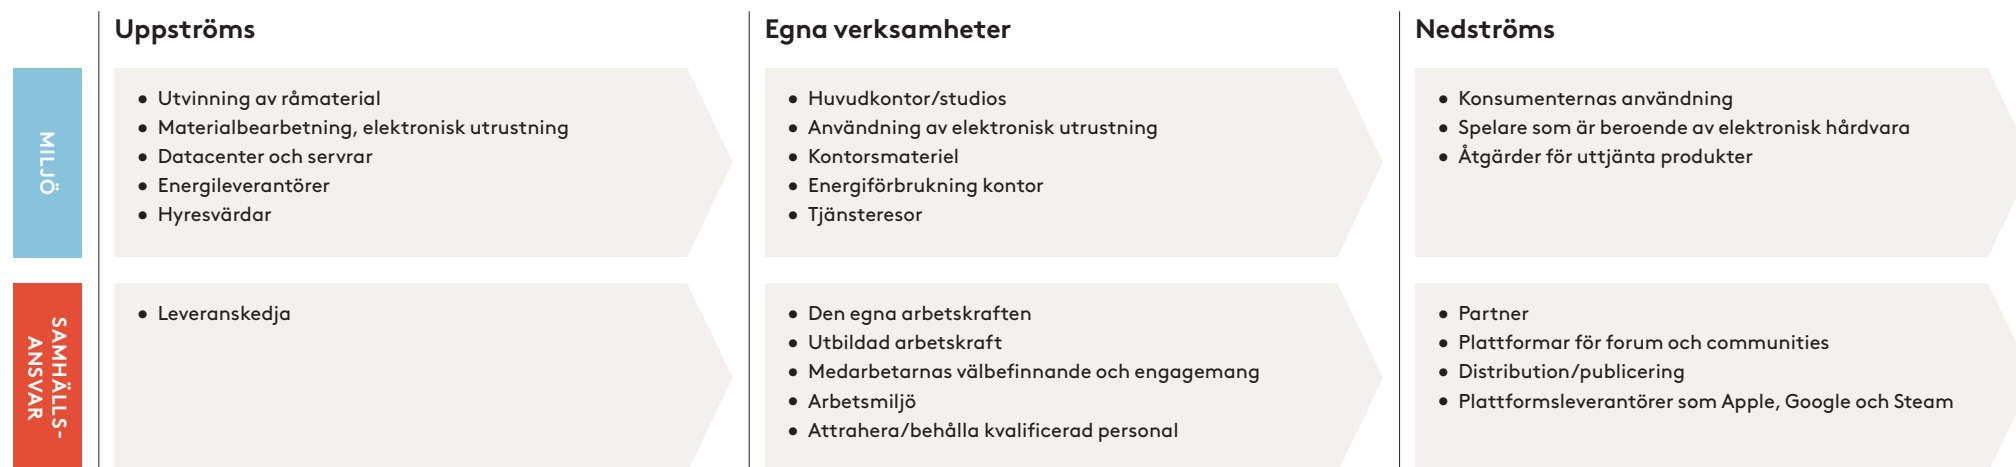 Uppströms
Egna verksamheter
Nedströms
MILJÖ
• Utvinning av råmaterial
• Materialbearbetning, elektronisk utrustning
• Datacenter och servrar
• Energileverantörer
• Hyresvärdar
• Huvudkontor/studios
• Användning av elektronisk utrustning
• Kontorsmateriel
• Energiförbrukning kontor
• Tjänsteresor
• Konsumenternas användning
• Spelare som är beroende av elektronisk hårdvara
• Åtgärder för uttjänta produkter
SAMHÄLLS-
ANSVAR
• Leveranskedja
• Den egna arbetskraften
• Utbildad arbetskraft
• Medarbetarnas välbefinnande och engagemang
• Arbetsmiljö
• Attrahera/behålla kvalificerad personal
• Partner
• Plattformar för forum och communities
• Distribution/publicering
• Plattformsleverantörer som Apple, Google och Steam